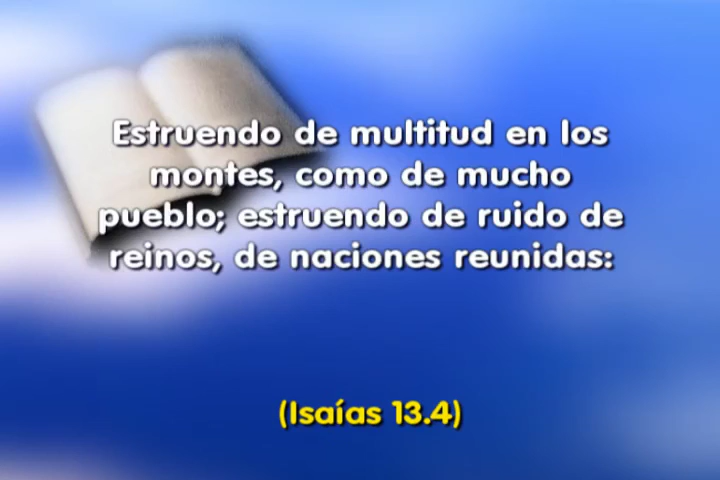 Estruendo de multitud en los
montes, como de mucho
pueblo; estruendo de ruido de
reinos, de naciones reunidas:
(Isaías 13.4)